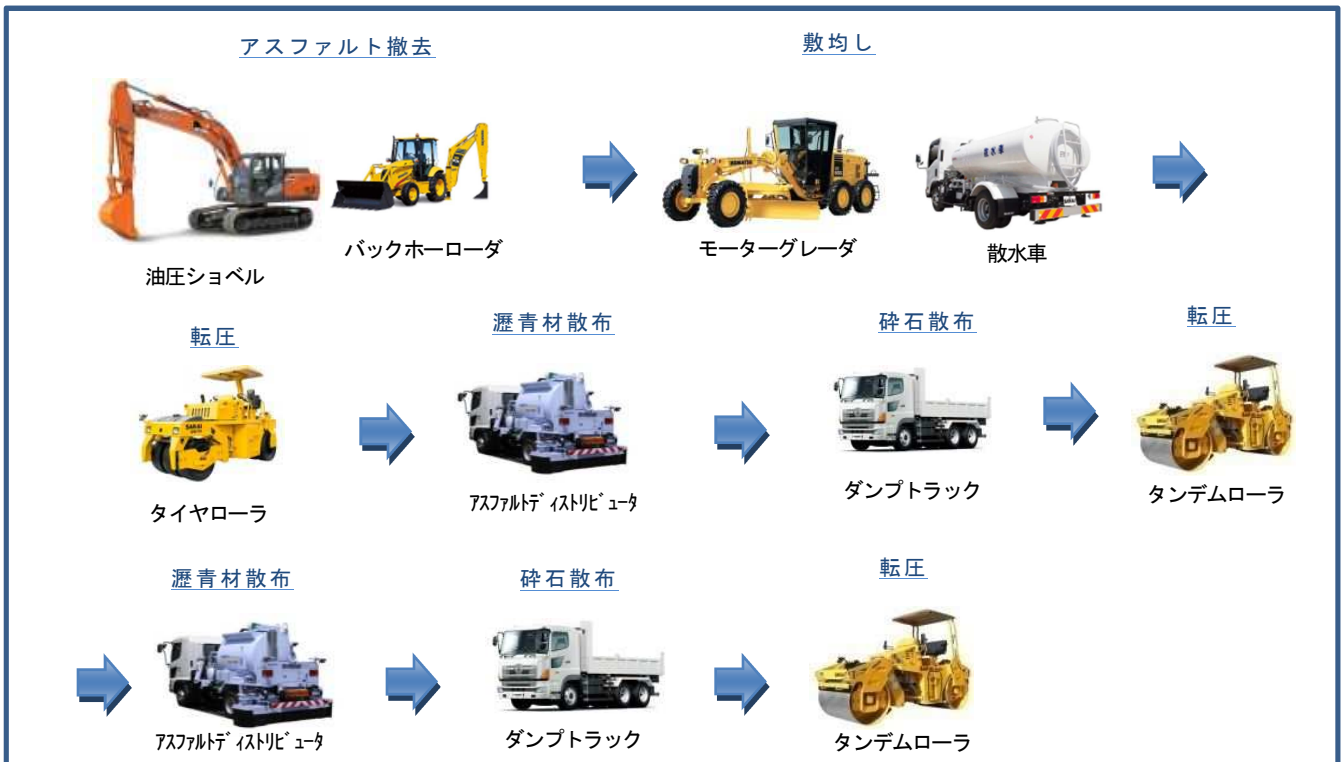 アスファルト撤去
敷均し
油圧ショベル
バックホーローダ
KOMATSU
モーターグレーダ
散水車
散水車
転圧
瀝青材散布
砕石散布
転圧
SAKAI
タイヤローラ
ｱｽﾌｧﾙﾄﾃﾞｨｽﾄﾘﾋﾞｭｰﾀ
ダンプトラック
タンデムローラ
瀝青材散布
砕石散布
転圧
ｱｽﾌｧﾙﾄﾃﾞｨｽﾄﾘﾋﾞｭｰﾀ
ダンプトラック
タンデムローラ